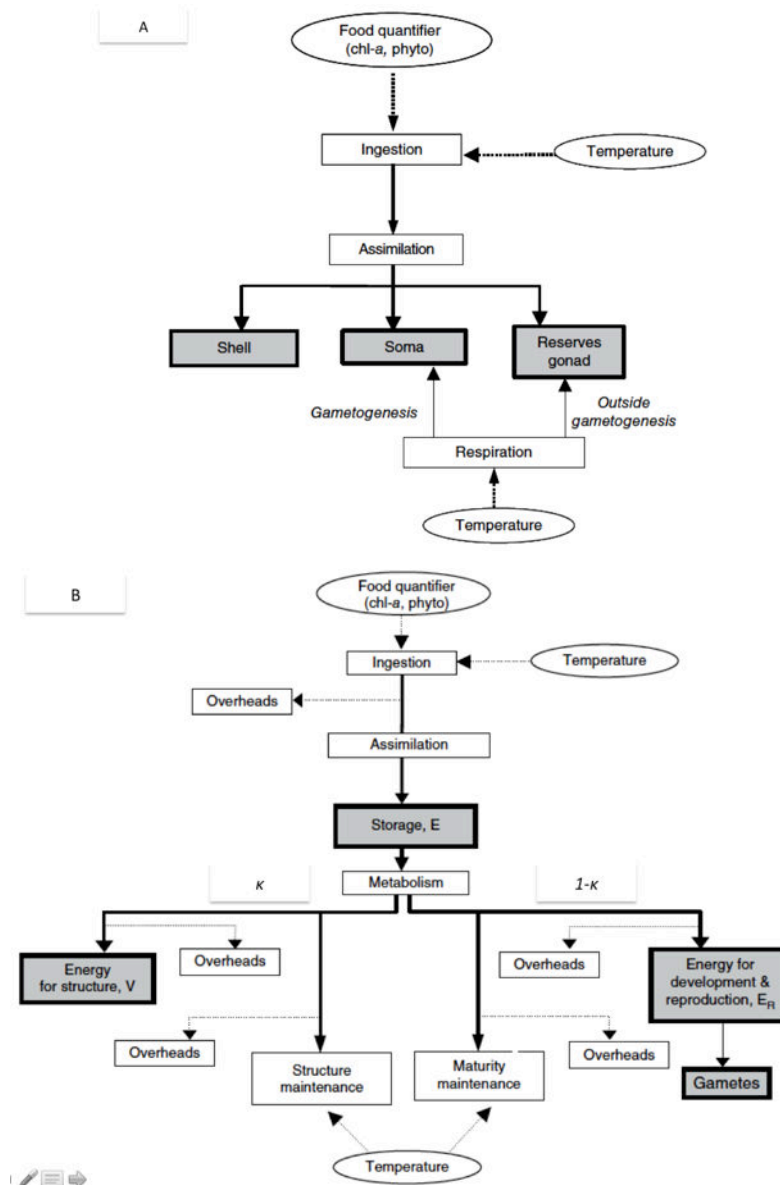 A
Food quantifier
(chl-a, phyto)
Ingestion
Temperature
Assimilation
Shell
Soma
Reserves
gonad
Gametogenesis
Outside
gametogenesis
Respiration
Temperature
B
Food quantifier
(chl-a, phyto)
Ingestion
Temperature
Overheads
Assimilation
Storage, E
κ
Metabolism
1-κ
Energy
for structure, V
Overheads
Overheads
Energy for
development &
reproduction, ER
Overheads
Structure
maintenance
Maturity
maintenance
Overheads
Gametes
Temperature